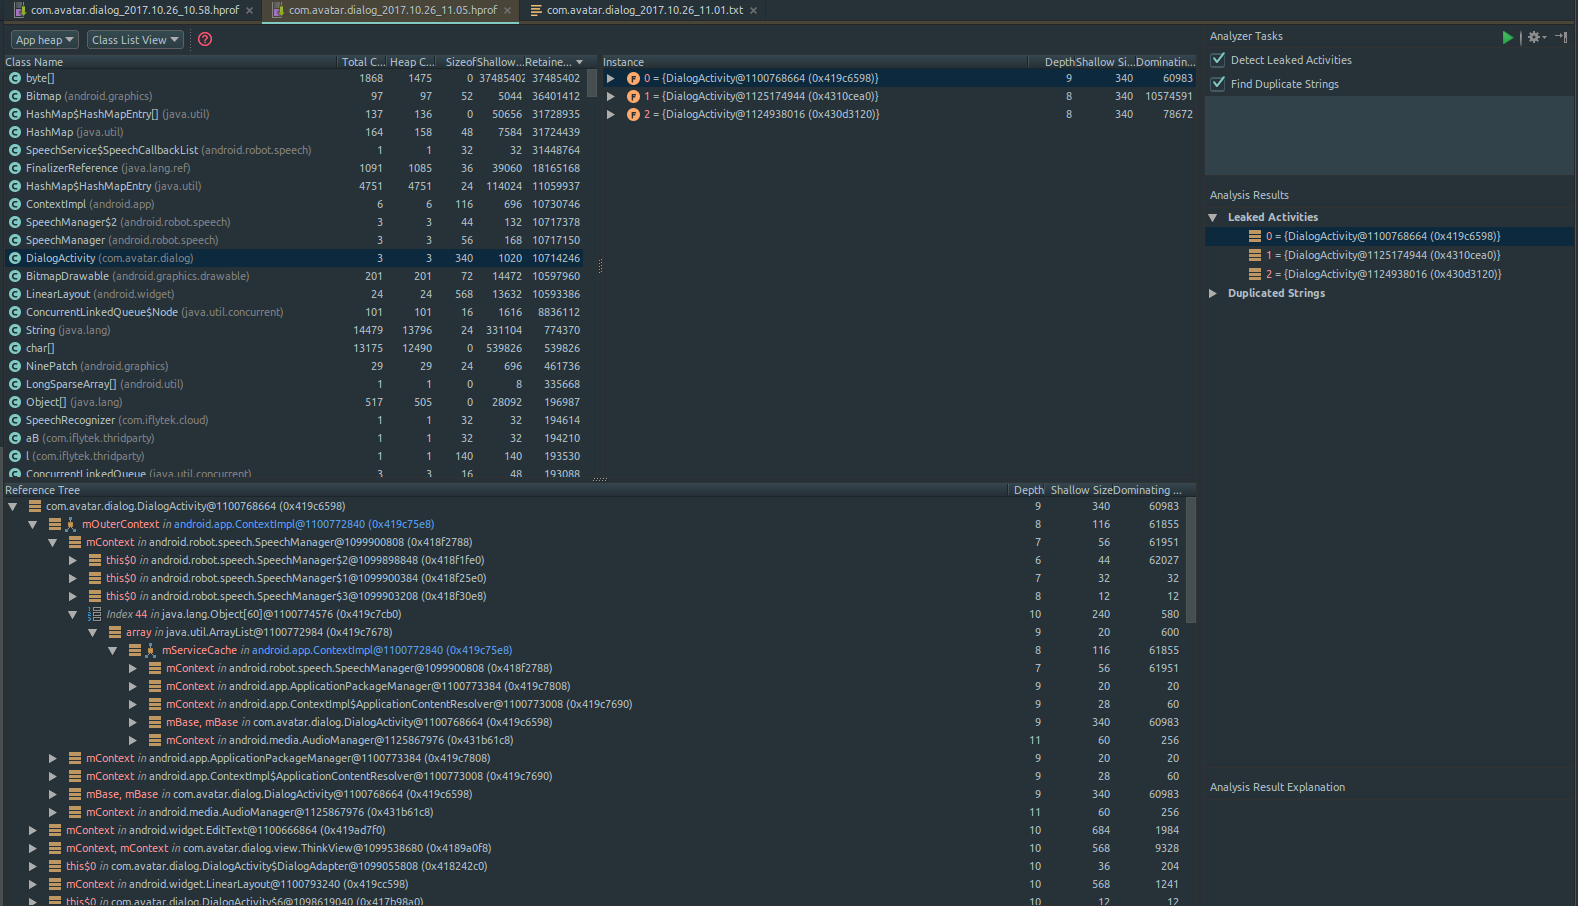 com.avatar.dialog_2017.10.26_10.58.hprof × com.avatar.dialog_2017.10.26_11.05.hprof × com.avatar.dialog_2017.10.26_11.01.txt ×
App heap Class List View ?
Class Name Total C... Heap C... Sizeof Shallow... Retaine...
byte[] 1868 1475 0 37485402 37485402
Bitmap (android.graphics) 97 97 52 5044 36401412
HashMap$HashMapEntry[] (java.util) 137 136 0 50656 31728935
HashMap (java.util) 164 158 48 7584 31724439
SpeechService$SpeechCallbackList (android.robot.speech) 1 1 32 32 31448764
FinalizerReference (java.lang.ref) 1091 1085 36 39060 18165168
HashMap$HashMapEntry (java.util) 4751 4751 24 114024 11059937
ContextImpl (android.app) 6 6 116 696 10730746
SpeechManager$2 (android.robot.speech) 3 3 44 132 10717378
SpeechManager (android.robot.speech) 3 3 56 168 10717150
DialogActivity (com.avatar.dialog) 3 3 340 1020 10714246
BitmapDrawable (android.graphics.drawable) 201 201 72 14472 10597960
LinearLayout (android.widget) 24 24 568 13632 10593386
ConcurrentLinkedQueue$Node (java.util.concurrent) 101 101 16 1616 8836112
String (java.lang) 14479 13796 24 331104 774370
char[] 13175 12490 0 539826 539826
NinePatch (android.graphics) 29 29 24 696 461736
LongSparseArray[] (android.util) 1 1 0 8 335668
Object[] (java.lang) 517 505 0 28092 196987
SpeechRecognizer (com.iflytek.cloud) 1 1 32 32 194614
aB (com.iflytek.thridparty) 1 1 32 32 194210
l (com.iflytek.thridparty) 1 1 140 140 193530
ConcurrentLinkedQueue (java.util.concurrent) 3 3 16 48 193088
Instance Depth Shallow Si... Dominatin...
0 = {DialogActivity@1100768664 (0x419c6598)} 9 340 60983
1 = {DialogActivity@1125174944 (0x4310cea0)} 8 340 10574591
2 = {DialogActivity@1124938016 (0x430d3120)} 8 340 78672
Reference Tree Depth Shallow Size Dominating ...
com.avatar.dialog.DialogActivity@1100768664 (0x419c6598) 9 340 60983
mOuterContext in android.app.ContextImpl@1100772840 (0x419c75e8) 8 116 61855
mContext in android.robot.speech.SpeechManager@1099900808 (0x418f2788) 7 56 61951
this$0 in android.robot.speech.SpeechManager$2@1099898848 (0x418f1fe0) 6 44 62027
this$0 in android.robot.speech.SpeechManager$1@1099900384 (0x418f25e0) 7 32 32
this$0 in android.robot.speech.SpeechManager$3@1099903208 (0x418f30e8) 8 12 12
Index 44 in java.lang.Object[60]@1100774576 (0x419c7cb0) 10 240 580
array in java.util.ArrayList@1100772984 (0x419c7678) 9 20 600
mServiceCache in android.app.ContextImpl@1100772840 (0x419c75e8) 8 116 61855
mContext in android.robot.speech.SpeechManager@1099900808 (0x418f2788) 7 56 61951
mContext in android.app.ApplicationPackageManager@1100773384 (0x419c7808) 9 20 20
mContext in android.app.ContextImpl$ApplicationContentResolver@1100773008 (0x419c7690) 9 28 60
mBase, mBase in com.avatar.dialog.DialogActivity@1100768664 (0x419c6598) 9 340 60983
mContext in android.media.AudioManager@1125867976 (0x431b61c8) 11 60 256
mContext in android.app.ApplicationPackageManager@1100773384 (0x419c7808) 9 20 20
mContext in android.app.ContextImpl$ApplicationContentResolver@1100773008 (0x419c7690) 9 28 60
mBase, mBase in com.avatar.dialog.DialogActivity@1100768664 (0x419c6598) 9 340 60983
mContext in android.media.AudioManager@1125867976 (0x431b61c8) 11 60 256
mContext in android.widget.EditText@1100666864 (0x419ad7f0) 10 684 1984
mContext, mContext in com.avatar.dialog.view.ThinkView@1099538680 (0x4189a0f8) 10 568 9328
this$0 in com.avatar.dialog.DialogActivity$DialogAdapter@1099055808 (0x418242c0) 10 36 204
mContext in android.widget.LinearLayout@1100793240 (0x419cc598) 10 568 1241
this$0 in com.avatar.dialog.DialogActivity$6@1098619040 (0x417b98a0) 10 12 12
Analyzer Tasks
Detect Leaked Activities
Find Duplicate Strings
Analysis Results
Leaked Activities
0 = {DialogActivity@1100768664 (0x419c6598)}
1 = {DialogActivity@1125174944 (0x4310cea0)}
2 = {DialogActivity@1124938016 (0x430d3120)}
Duplicated Strings
Analysis Result Explanation